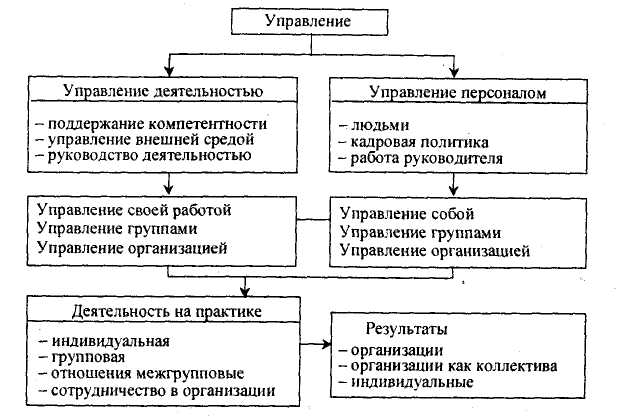 Управление
Управление деятельностью
– поддержание компетентности
– управление внешней средой
– руководство деятельностью
Управление персоналом
– людьми
– кадровая политика
– работа руководителя
Управление своей работой
Управление группами
Управление организацией
Управление собой
Управление группами
Управление организацией
Деятельность на практике
– индивидуальная
– групповая
– отношения межгрупповые
– сотрудничество в организации
Результаты
– организации
– организации как коллектива
– индивидуальные